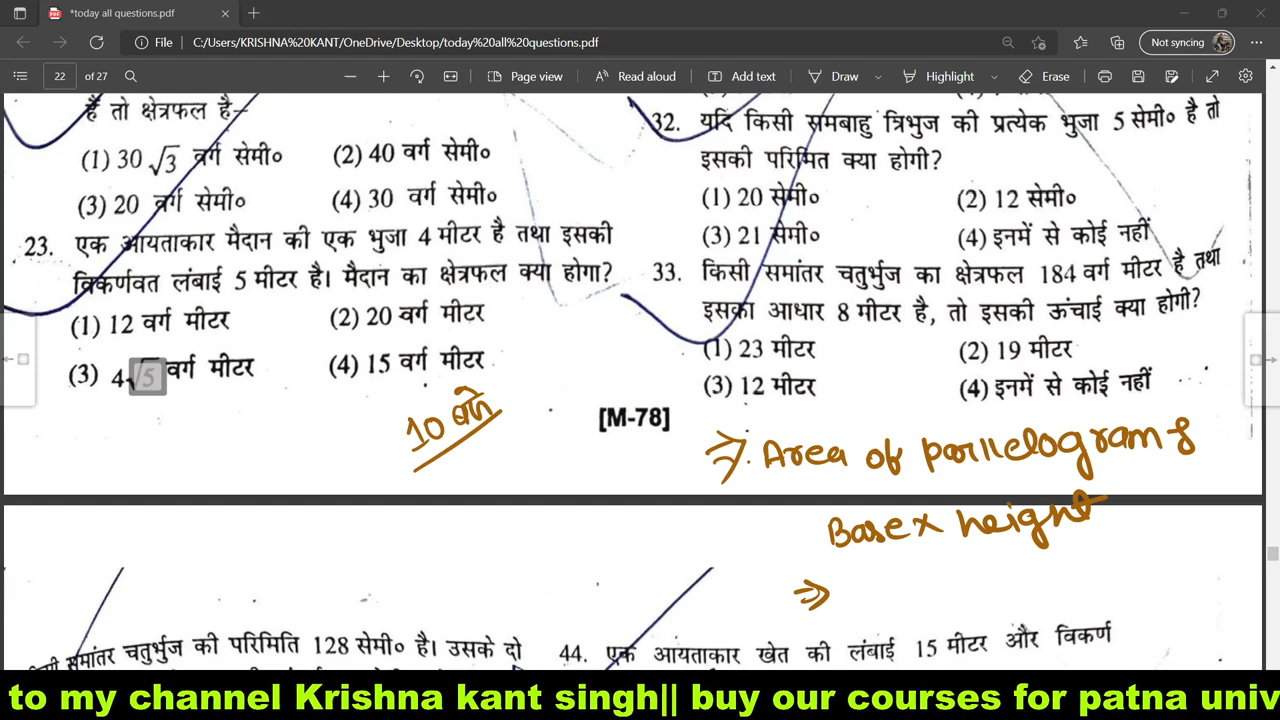 *today all questions.pdf
File
C:/Users/KRISHNA%20KANT/OneDrive/Desktop/today%20all%20questions.pdf
Not syncing
22 of 27
Page view
Read aloud
Add text
Draw
Highlight
Erase
है तो क्षेत्रफल है–
(1) 30 √3 वर्ग सेमी० (2) 40 वर्ग सेमी०
(3) 20 वर्ग सेमी० (4) 30 वर्ग सेमी०
23. एक आयताकार मैदान की एक भुजा 4 मीटर है तथा इसकी
विकर्णवत लंबाई 5 मीटर है। मैदान का क्षेत्रफल क्या होगा?
(1) 12 वर्ग मीटर (2) 20 वर्ग मीटर
(3) 4√5 वर्ग मीटर (4) 15 वर्ग मीटर
10 बजे
32. यदि किसी समबाहु त्रिभुज की प्रत्येक भुजा 5 सेमी० है तो
इसकी परिमित क्या होगी?
(1) 20 सेमी० (2) 12 सेमी०
(3) 21 सेमी० (4) इनमें से कोई नहीं
33. किसी समांतर चतुर्भुज का क्षेत्रफल 184 वर्ग मीटर है तथा
इसका आधार 8 मीटर है, तो इसकी ऊंचाई क्या होगी?
(1) 23 मीटर (2) 19 मीटर
(3) 12 मीटर (4) इनमें से कोई नहीं
[M-78]
⇒ Area of parllelogram
Base x height
⇒
समांतर चतुर्भुज की परिमिति 128 सेमी० है। उसके दो
44. एक आयताकार खेत की लंबाई 15 मीटर और विकर्ण
to my channel Krishna kant singh|| buy our courses for patna univ